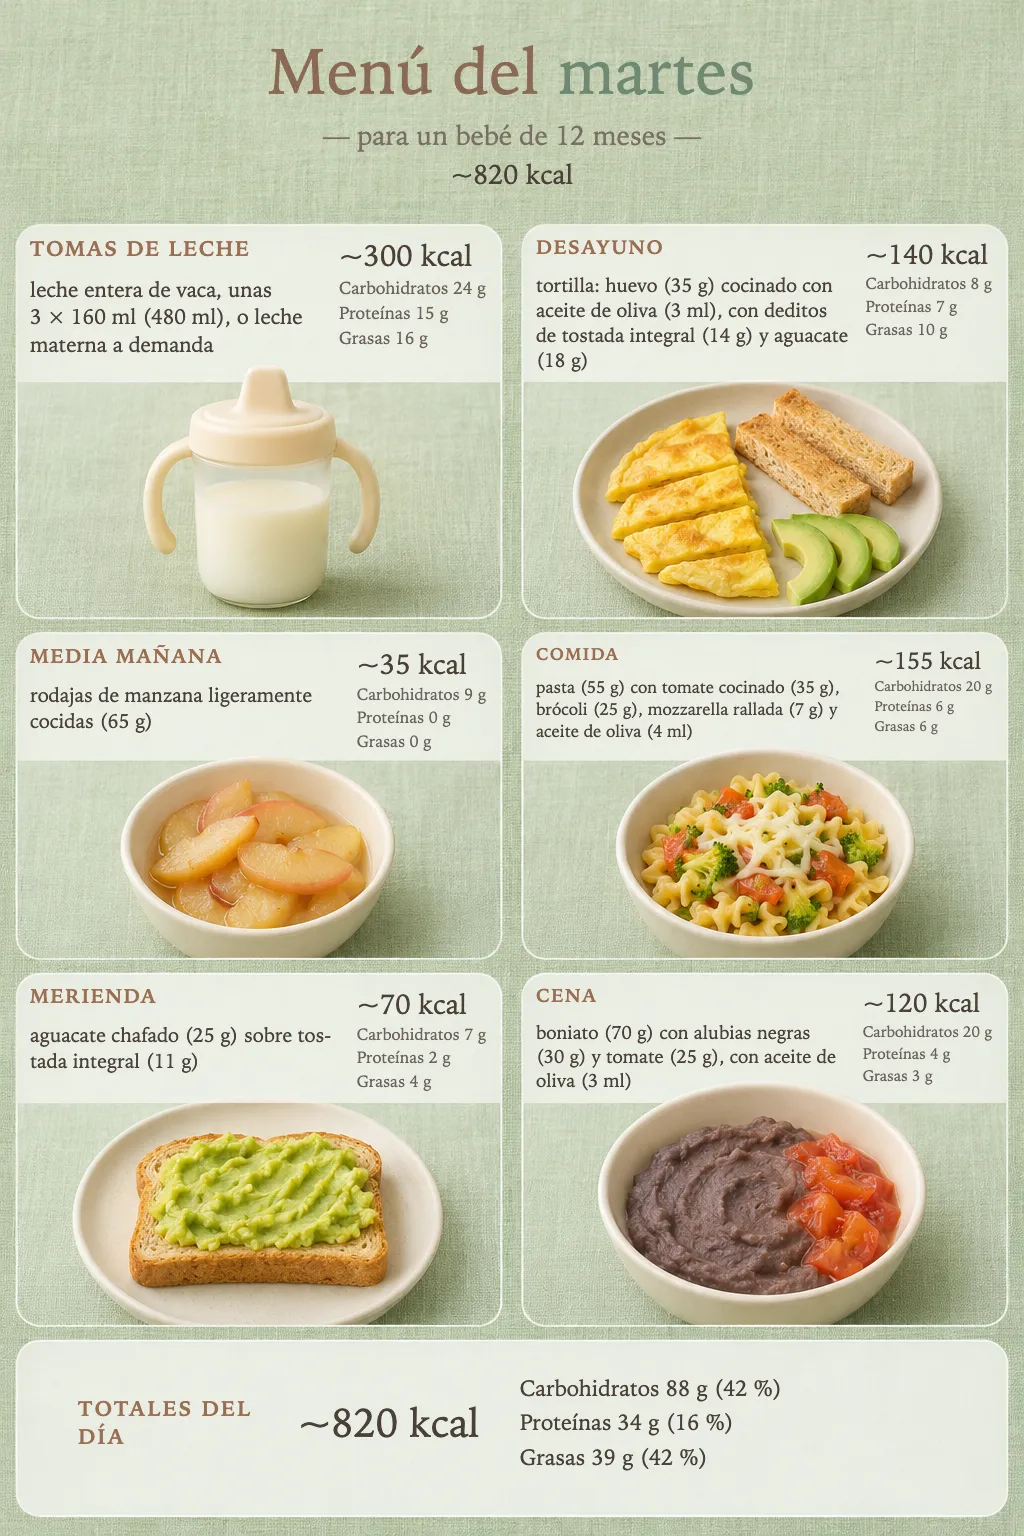 Menú del martes
— para un bebé de 12 meses —
~820 kcal
TOMAS DE LECHE
leche entera de vaca, unas
3 × 160 ml (480 ml), o leche
materna a demanda
~300 kcal
Carbohidratos 24 g
Proteínas 15 g
Grasas 16 g
DESAYUNO
tortilla: huevo (35 g) cocinado con
aceite de oliva (3 ml), con deditos
de tostada integral (14 g) y aguacate
(18 g)
~140 kcal
Carbohidratos 8 g
Proteínas 7 g
Grasas 10 g
MEDIA MAÑANA
rodajas de manzana ligeramente
cocidas (65 g)
~35 kcal
Carbohidratos 9 g
Proteínas 0 g
Grasas 0 g
COMIDA
pasta (55 g) con tomate cocinado (35 g),
brócoli (25 g), mozzarella rallada (7 g) y
aceite de oliva (4 ml)
~155 kcal
Carbohidratos 20 g
Proteínas 6 g
Grasas 6 g
MERIENDA
aguacate chafado (25 g) sobre tos-
tada integral (11 g)
~70 kcal
Carbohidratos 7 g
Proteínas 2 g
Grasas 4 g
CENA
boniato (70 g) con alubias negras
(30 g) y tomate (25 g), con aceite de
oliva (3 ml)
~120 kcal
Carbohidratos 20 g
Proteínas 4 g
Grasas 3 g
TOTALES DEL
DÍA
~820 kcal
Carbohidratos 88 g (42 %)
Proteínas 34 g (16 %)
Grasas 39 g (42 %)